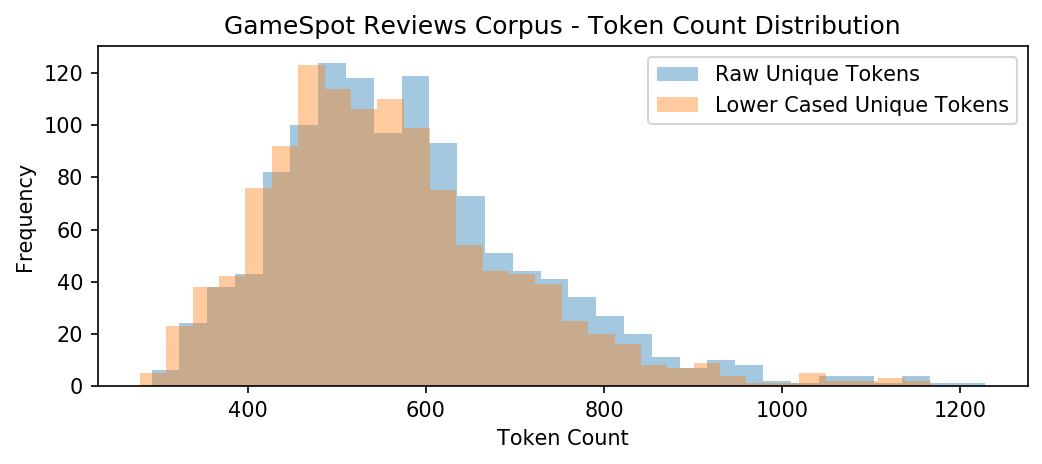 GameSpot Reviews Corpus - Token Count Distribution
Raw Unique Tokens
Lower Cased Unique Tokens
Frequency
120
100
80
60
40
20
0
400 600 800 1000 1200
Token Count